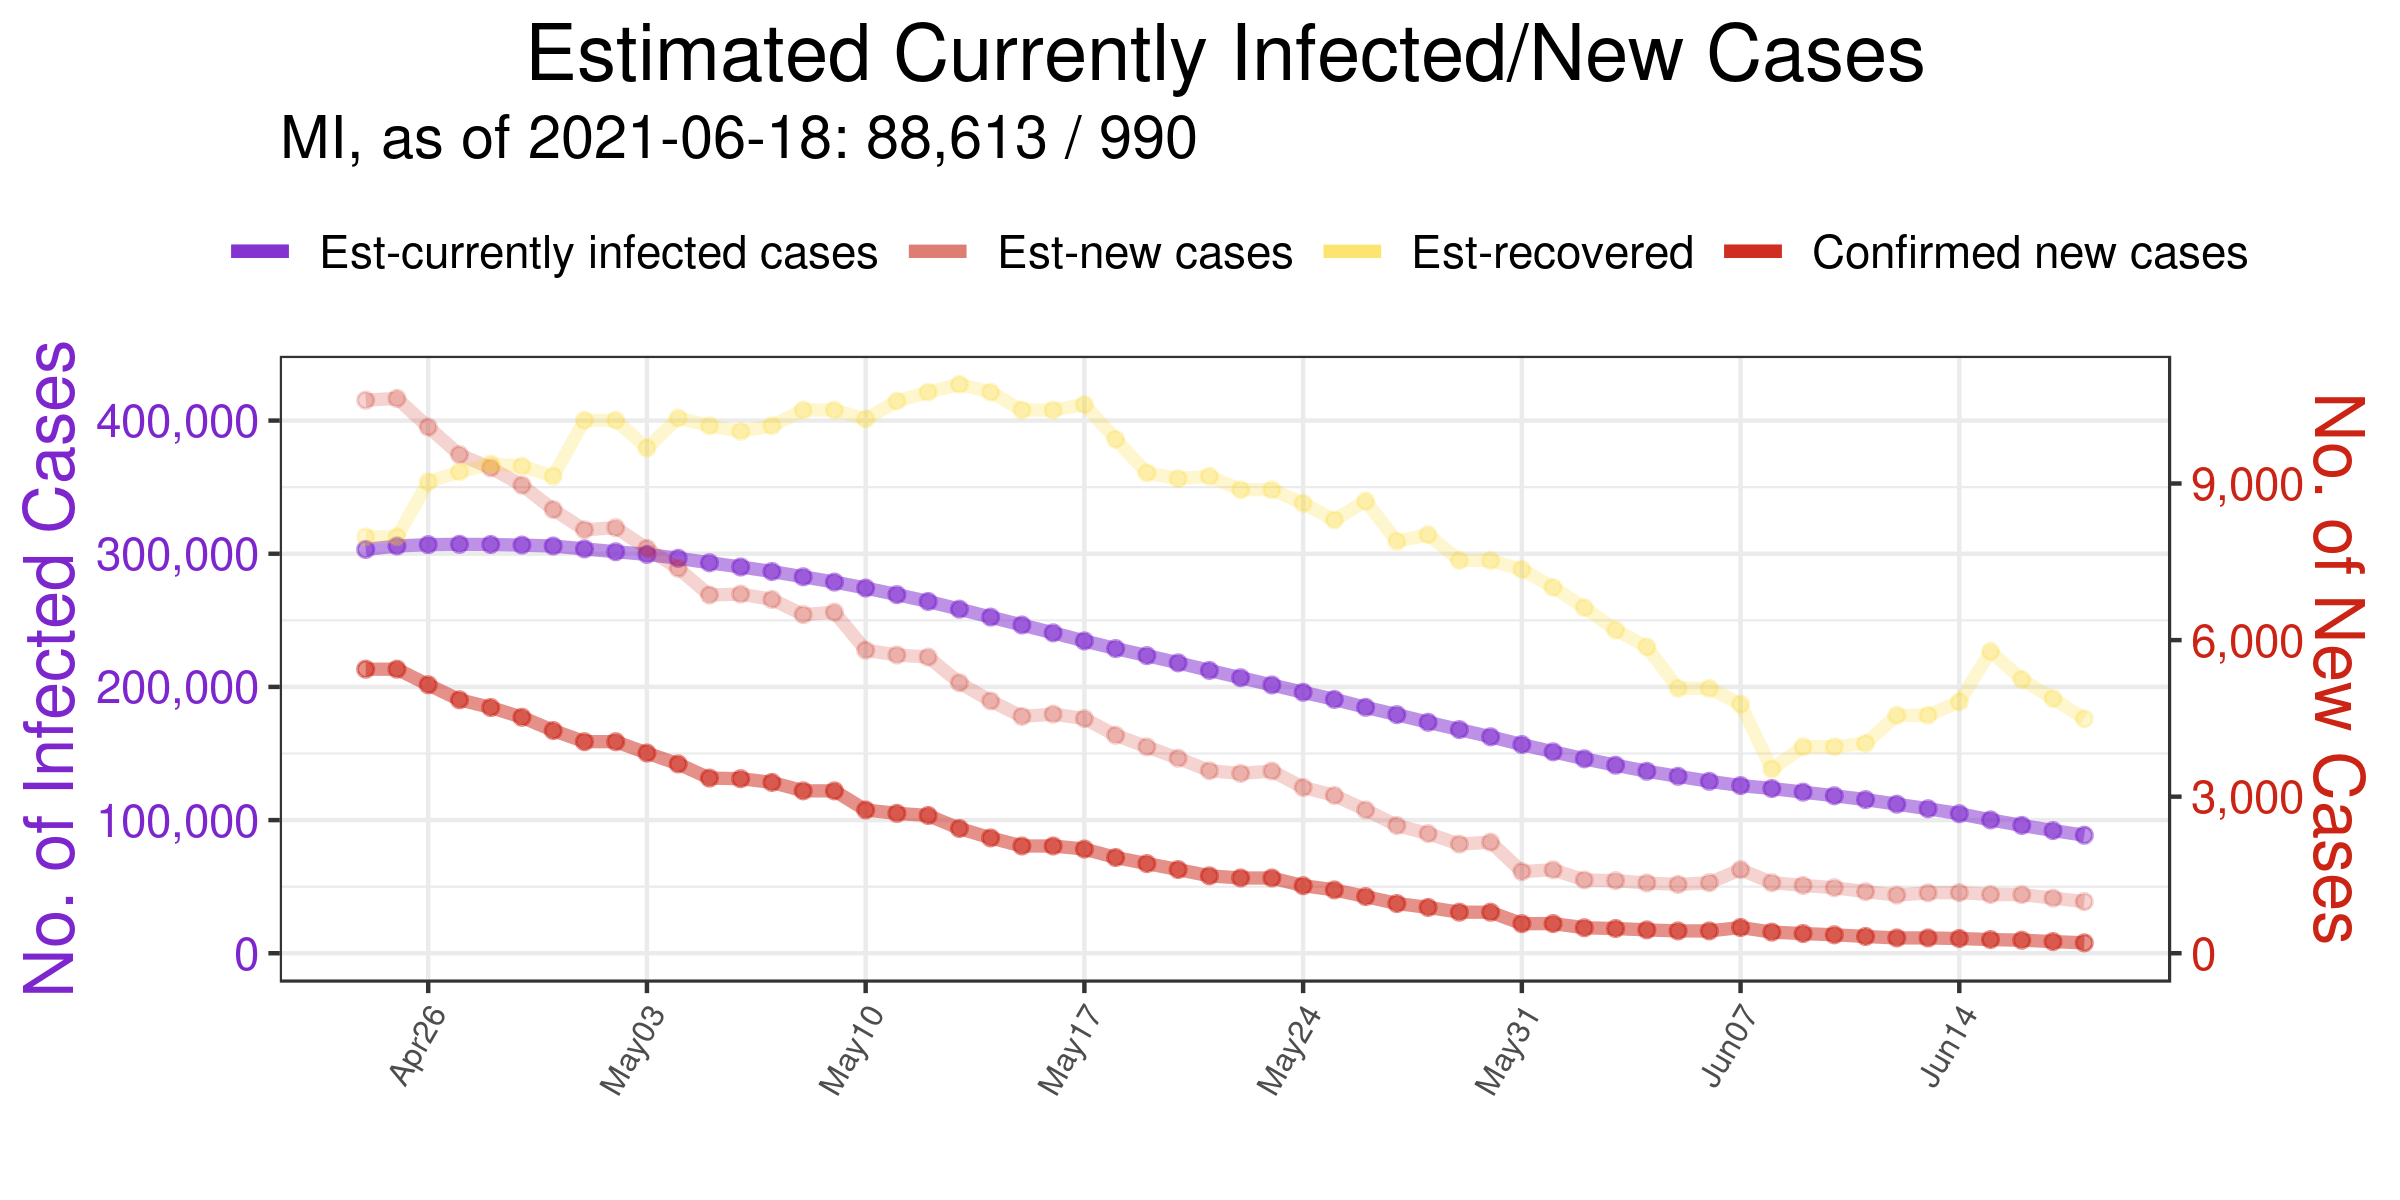 Estimated Currently Infected/New Cases
MI, as of 2021-06-18: 88,613 / 990
Est-currently infected cases Est-new cases Est-recovered Confirmed new cases
No. of Infected Cases
400,000
300,000
200,000
100,000
0
9,000
6,000
3,000
0
No. of New Cases
Apr26 May03 May10 May17 May24 May31 Jun07 Jun14